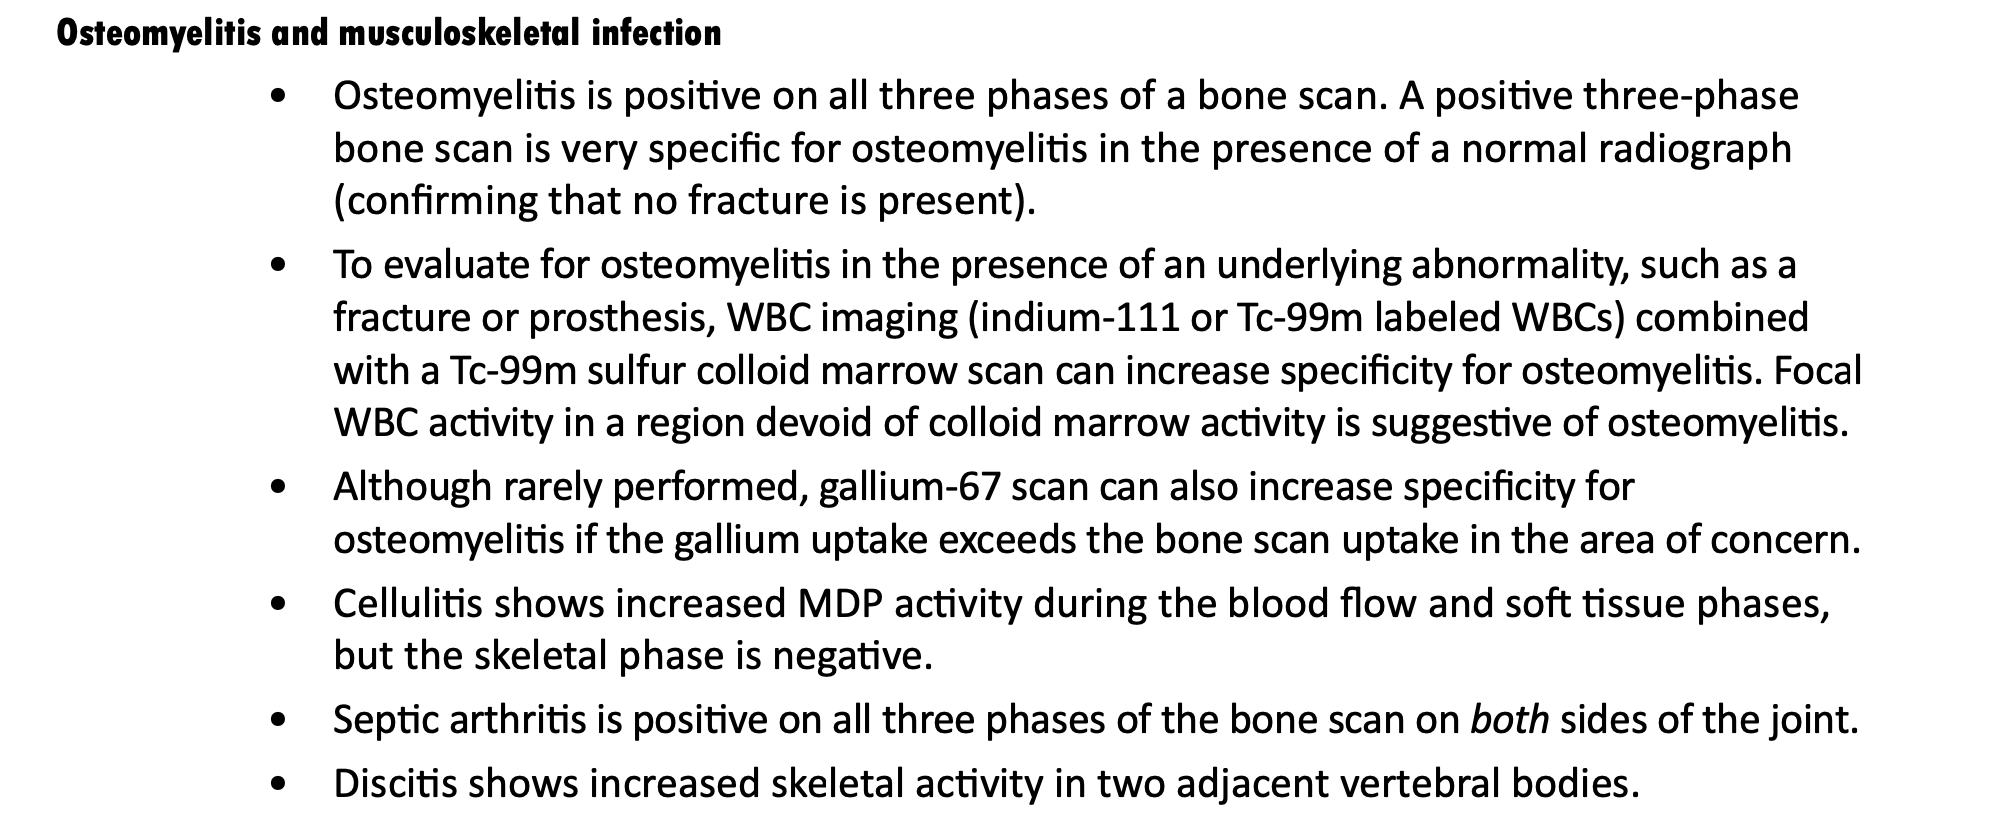 Osteomyelitis and musculoskeletal infection
• Osteomyelitis is positive on all three phases of a bone scan. A positive three-phase
bone scan is very specific for osteomyelitis in the presence of a normal radiograph
(confirming that no fracture is present).
• To evaluate for osteomyelitis in the presence of an underlying abnormality, such as a
fracture or prosthesis, WBC imaging (indium-111 or Tc-99m labeled WBCs) combined
with a Tc-99m sulfur colloid marrow scan can increase specificity for osteomyelitis. Focal
WBC activity in a region devoid of colloid marrow activity is suggestive of osteomyelitis.
• Although rarely performed, gallium-67 scan can also increase specificity for
osteomyelitis if the gallium uptake exceeds the bone scan uptake in the area of concern.
• Cellulitis shows increased MDP activity during the blood flow and soft tissue phases,
but the skeletal phase is negative.
• Septic arthritis is positive on all three phases of the bone scan on both sides of the joint.
• Discitis shows increased skeletal activity in two adjacent vertebral bodies.